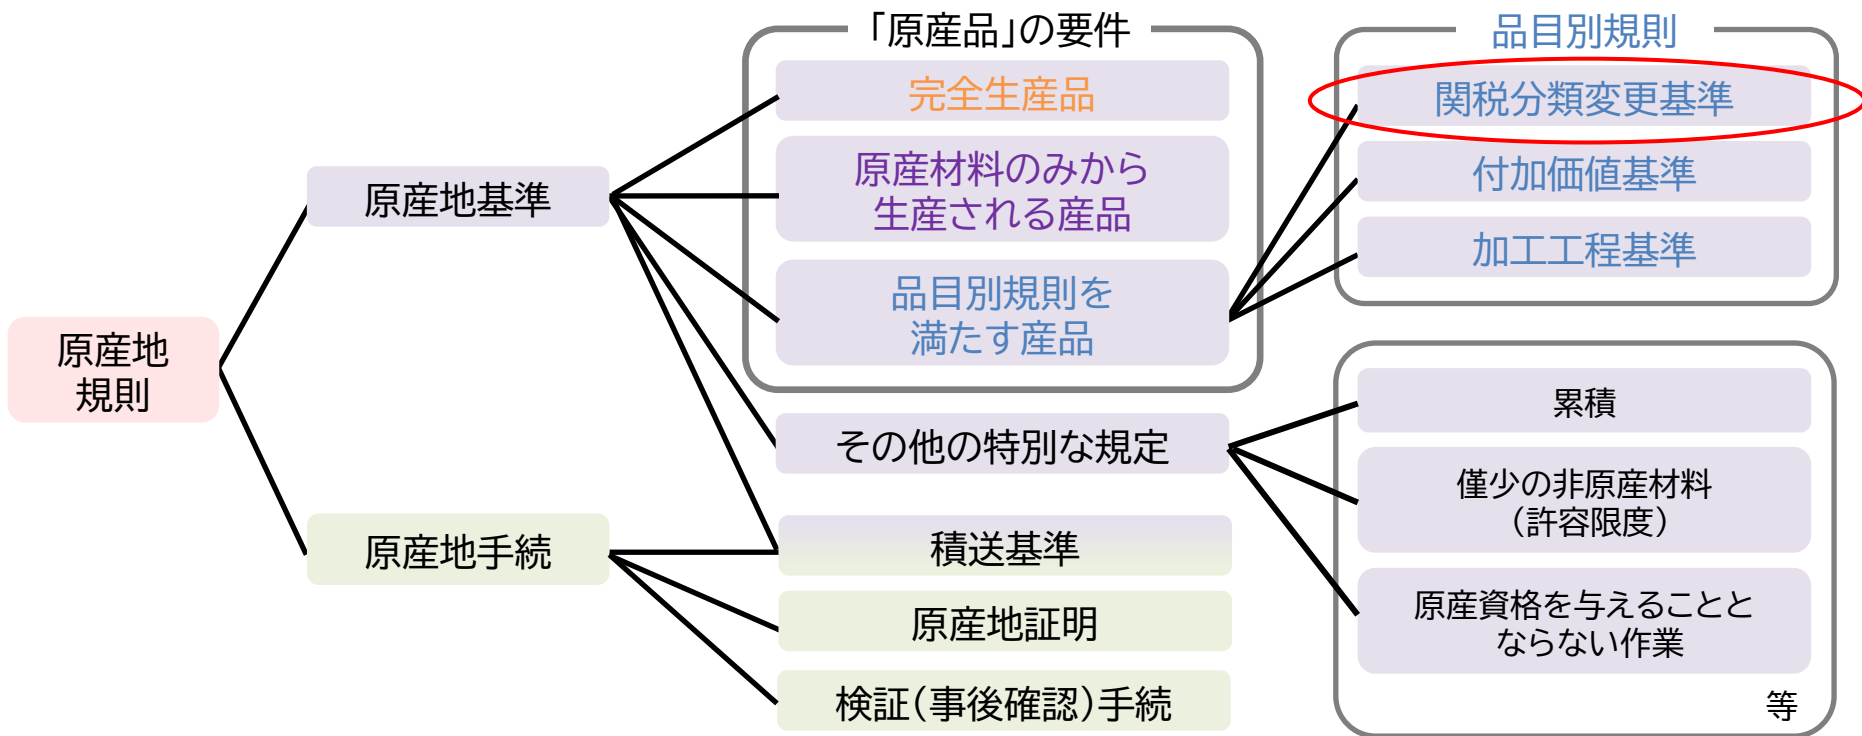 原産地
規則
原産地基準
原産地手続
「原産品」の要件
完全生産品
原産材料のみから
生産される産品
品目別規則を
満たす産品
その他の特別な規定
積送基準
原産地証明
検証(事後確認)手続
品目別規則
関税分類変更基準
付加価値基準
加工工程基準
累積
僅少の非原産材料
(許容限度)
原産資格を与えることと
ならない作業
等